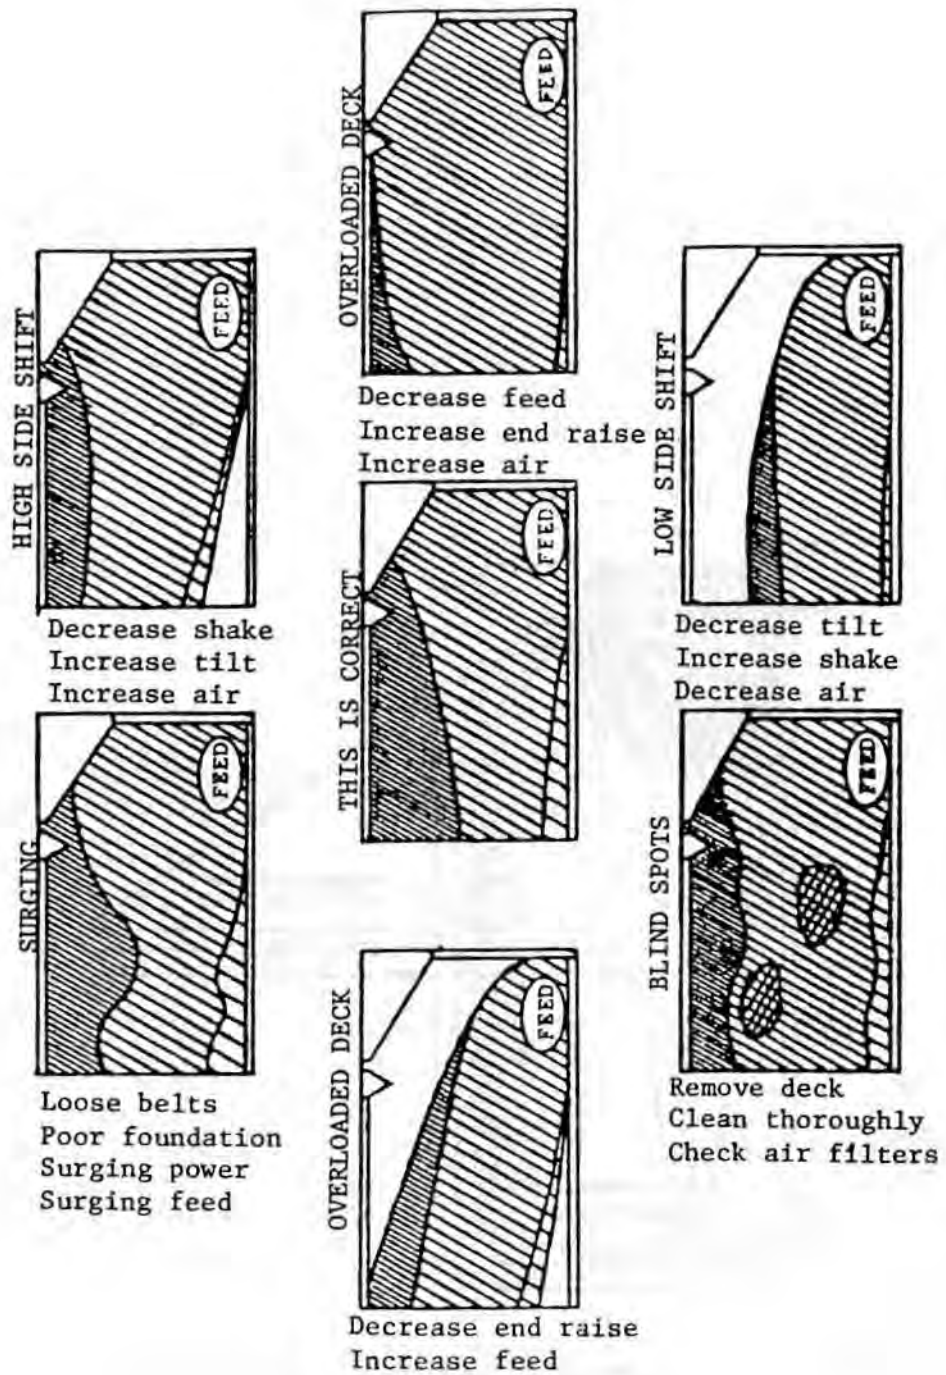 OVERLOADED DECK
FEED
Decrease feed
Increase end raise
Increase air
HIGH SIDE SHIFT
FEED
Decrease shake
Increase tilt
Increase air
LOW SIDE SHIFT
FEED
Decrease tilt
Increase shake
Decrease air
THIS IS CORRECT
FEED
SURGING
FEED
Loose belts
Poor foundation
Surging power
Surging feed
BLIND SPOTS
FEED
Remove deck
Clean thoroughly
Check air filters
OVERLOADED DECK
FEED
Decrease end raise
Increase feed